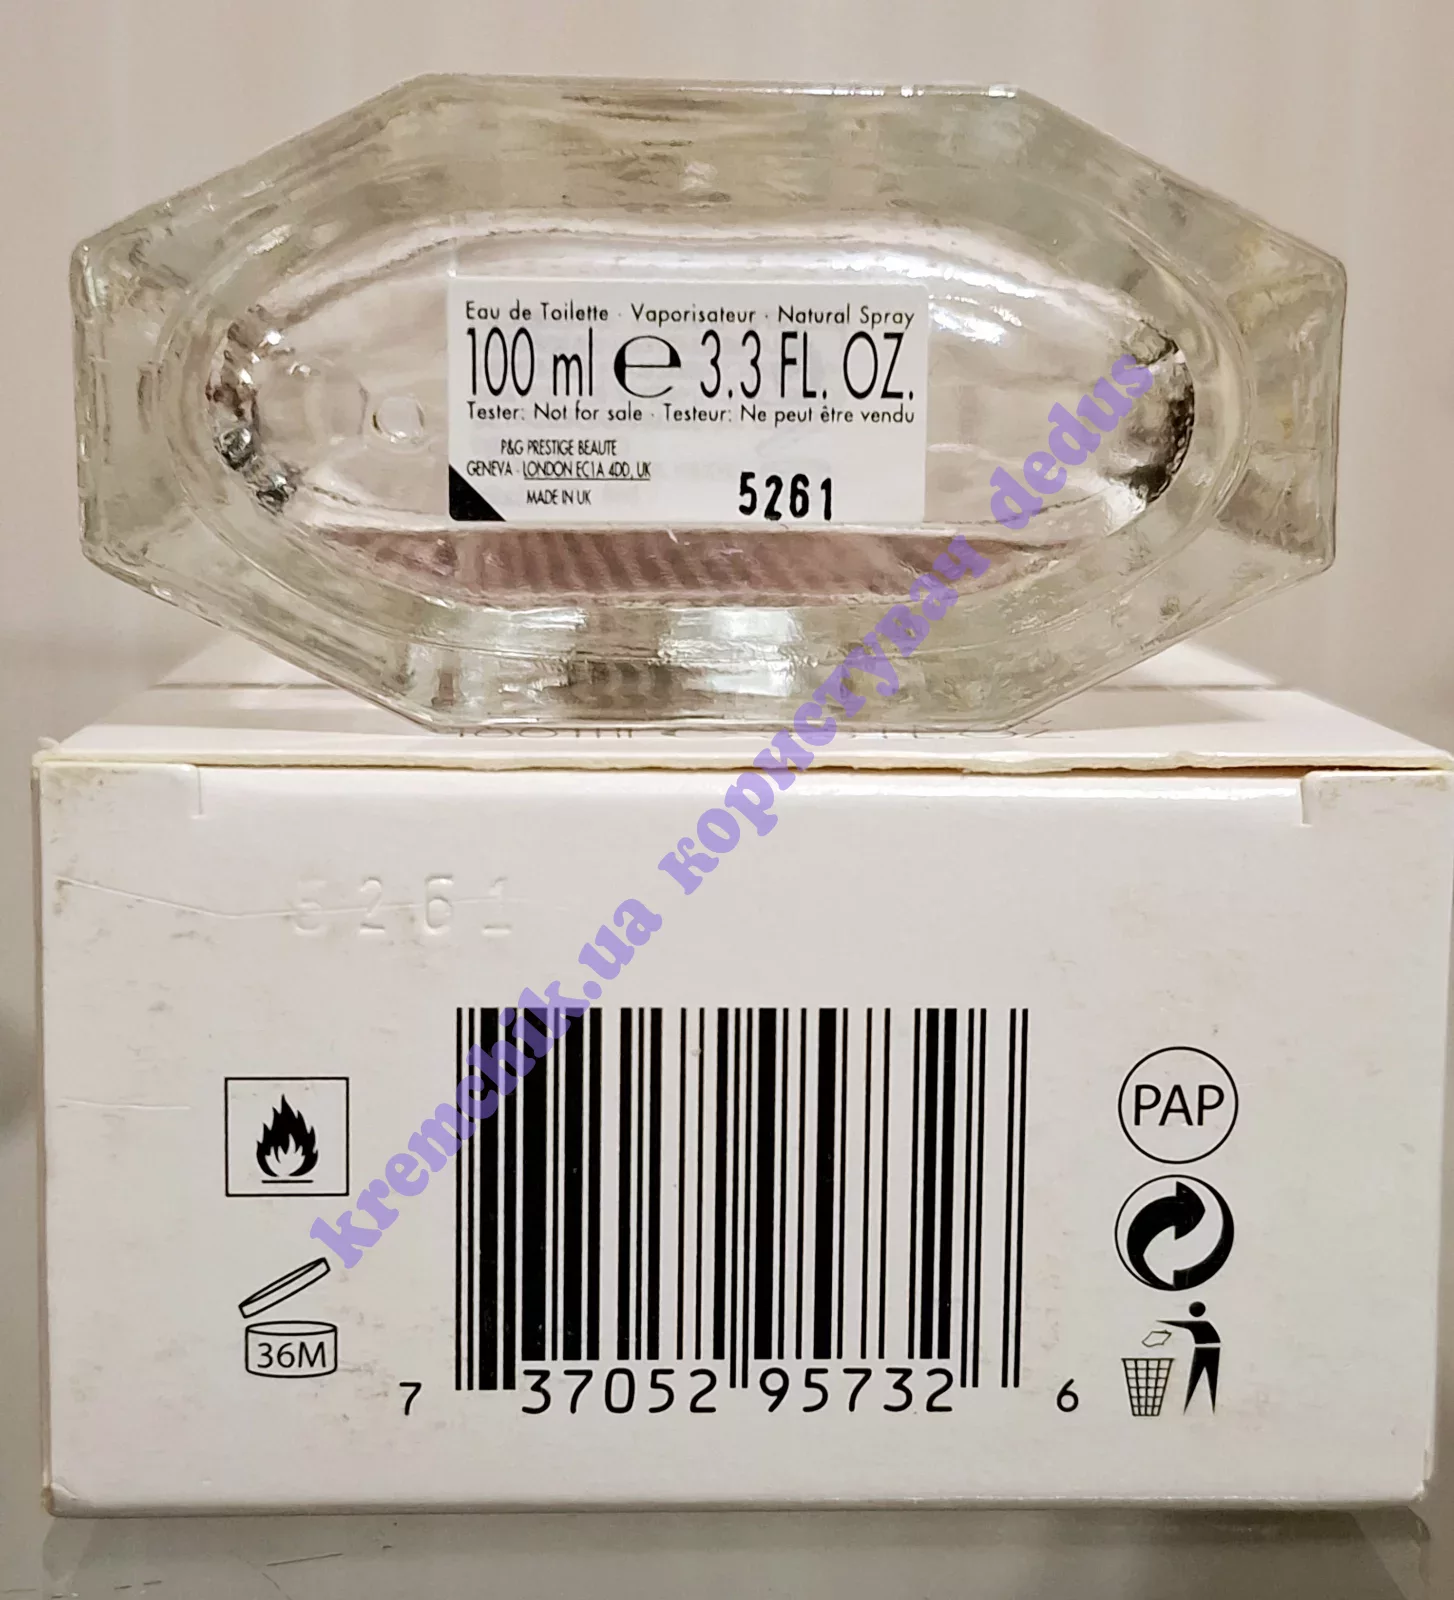 Eau de Toilette · Vaporisateur · Natural Spray
100 ml e 3.3 FL. OZ.
Tester: Not for sale · Testeur: Ne peut être vendu
P&G PRESTIGE BEAUTE
GENEVA - LONDON EC1A 4DD, UK
MADE IN UK
5261
5261
PAP
36M
7 37052 95732 6
kremchik.ua користувач dedus